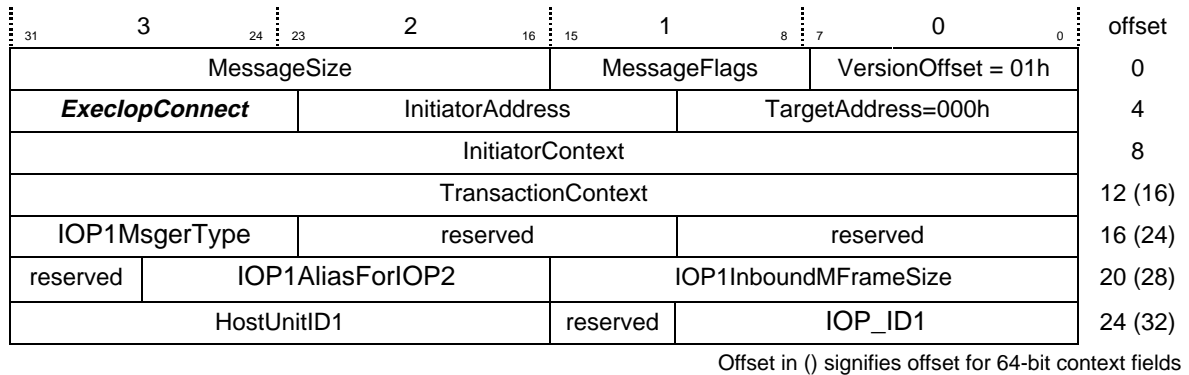 3 2 1 0 offset
31 24 23 16 15 8 7 0
MessageSize MessageFlags VersionOffset = 01h 0
ExecIopConnect InitiatorAddress TargetAddress=000h 4
InitiatorContext 8
TransactionContext 12 (16)
IOP1MsgerType reserved reserved 16 (24)
reserved IOP1AliasForIOP2 IOP1InboundMFrameSize 20 (28)
HostUnitID1 reserved IOP_ID1 24 (32)
Offset in () signifies offset for 64-bit context fields